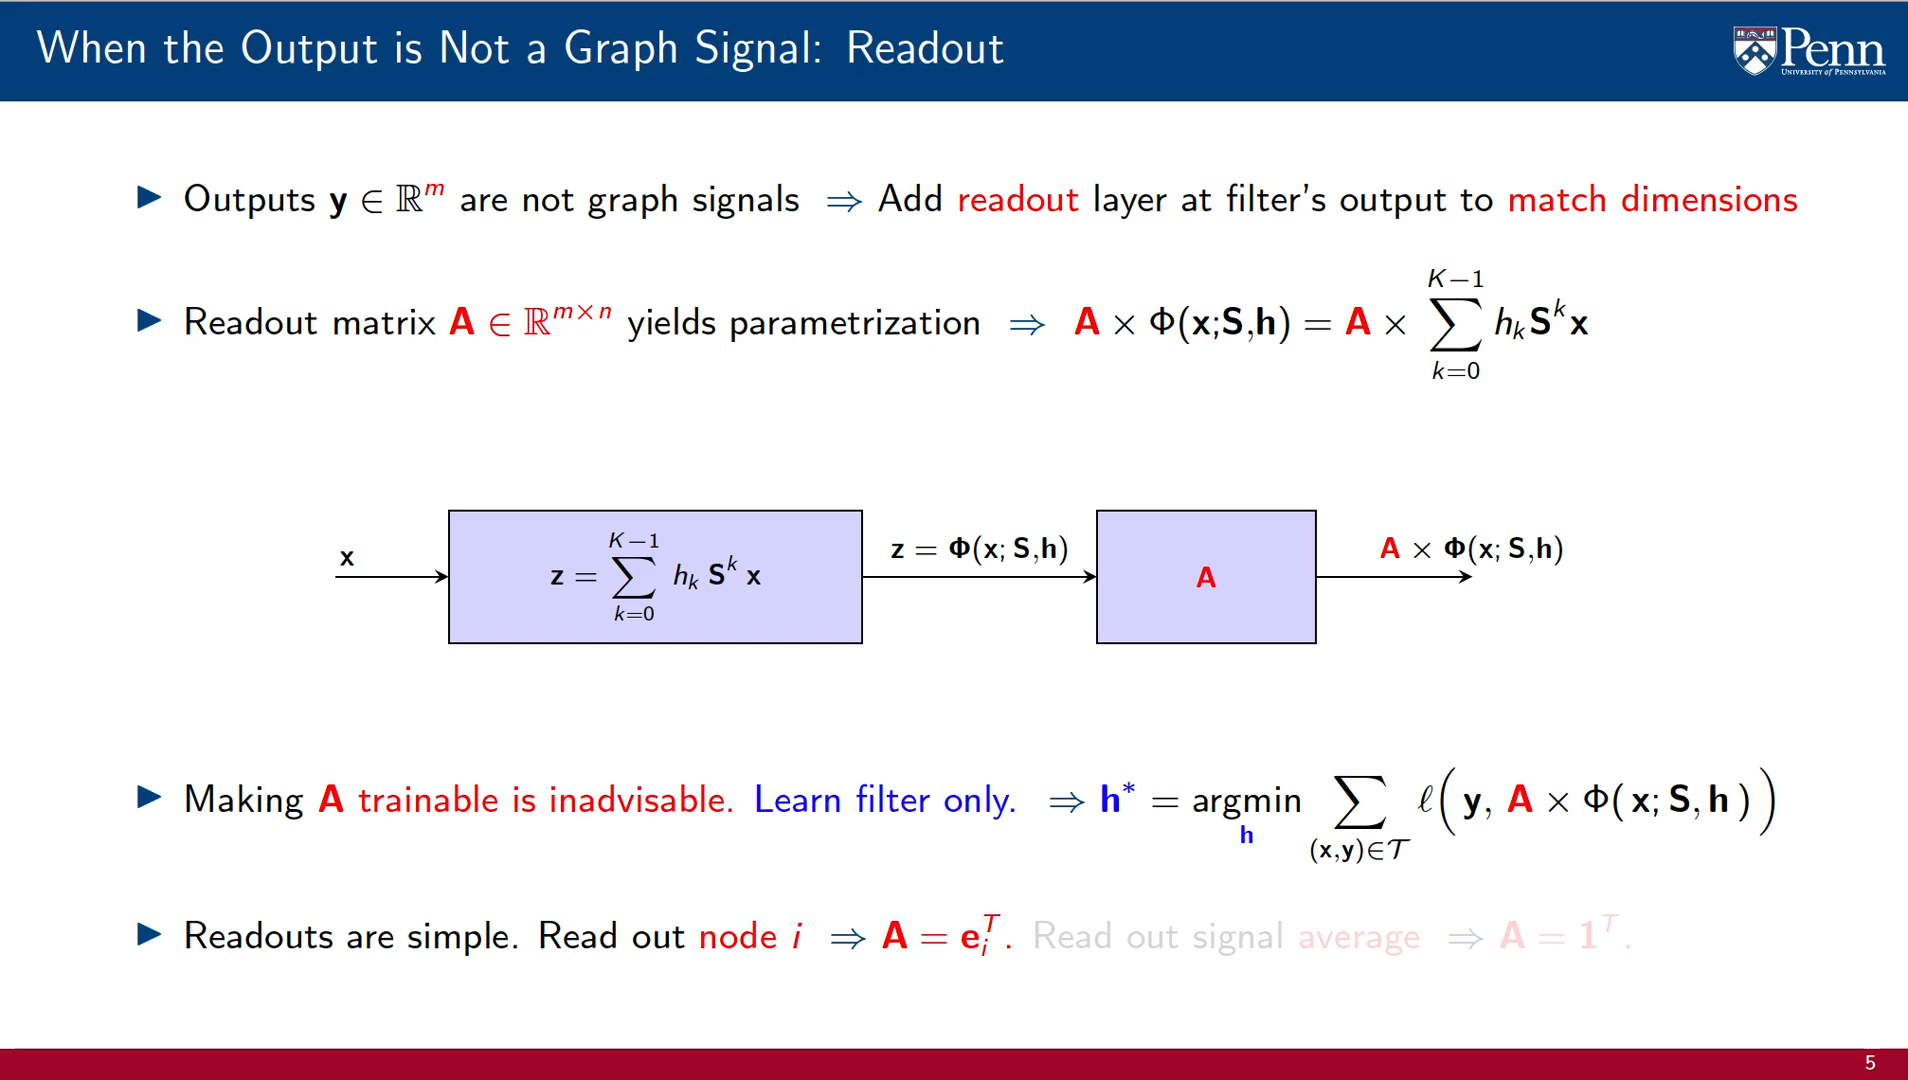 When the Output is Not a Graph Signal: Readout
Penn
UNIVERSITY of PENNSYLVANIA
▶ Outputs y ∈ ℝ^m are not graph signals ⇒ Add readout layer at filter's output to match dimensions
▶ Readout matrix A ∈ ℝ^{m×n} yields parametrization ⇒ A × Φ(x;S,h) = A × ∑_{k=0}^{K−1} h_k S^k x
x
z = ∑_{k=0}^{K−1} h_k S^k x
z = Φ(x; S,h)
A
A × Φ(x; S,h)
▶ Making A trainable is inadvisable. Learn filter only. ⇒ h* = argmin_h ∑_{(x,y)∈𝒯} ℓ( y, A × Φ( x; S, h ) )
▶ Readouts are simple. Read out node i ⇒ A = e_i^T. Read out signal average ⇒ A = 1^T.
5